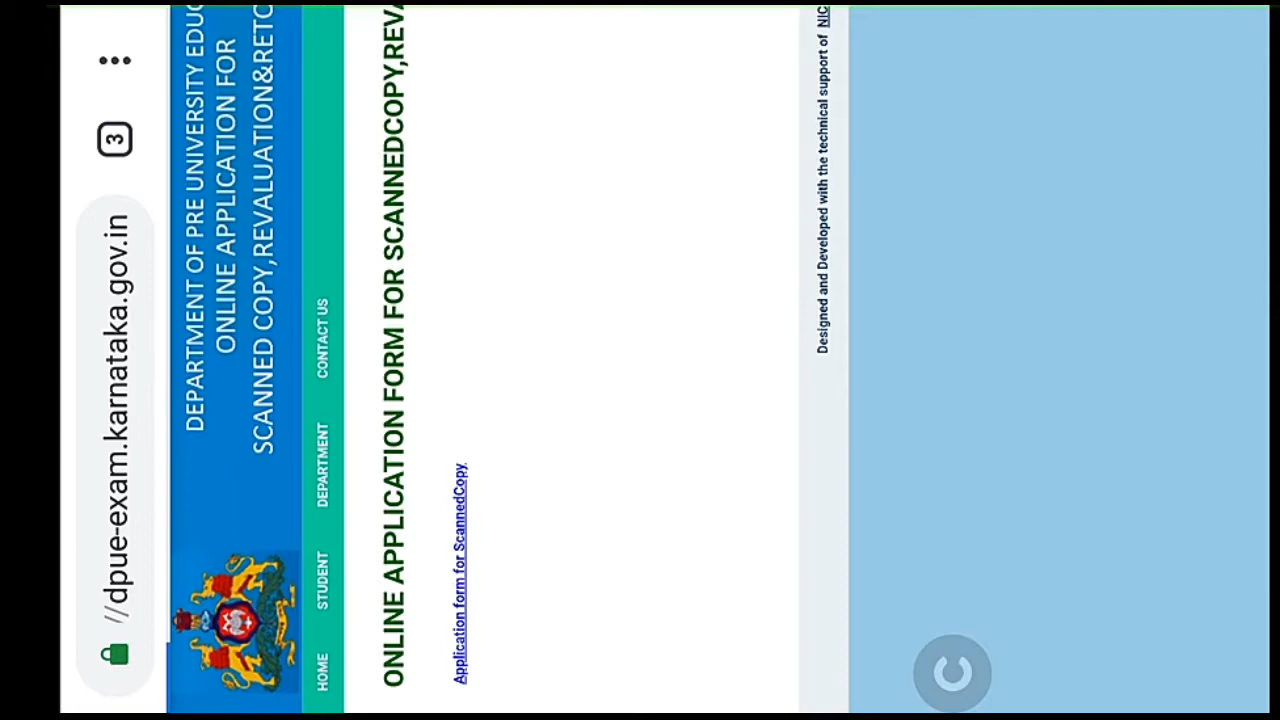 //dpue-exam.karnataka.gov.in
3
DEPARTMENT OF PRE UNIVERSITY EDUC
ONLINE APPLICATION FOR
SCANNED COPY,REVALUATION&RETO
HOME STUDENT DEPARTMENT CONTACT US
ONLINE APPLICATION FORM FOR SCANNEDCOPY,REVA
Application form for ScannedCopy.
Designed and Developed with the technical support of NIC
C